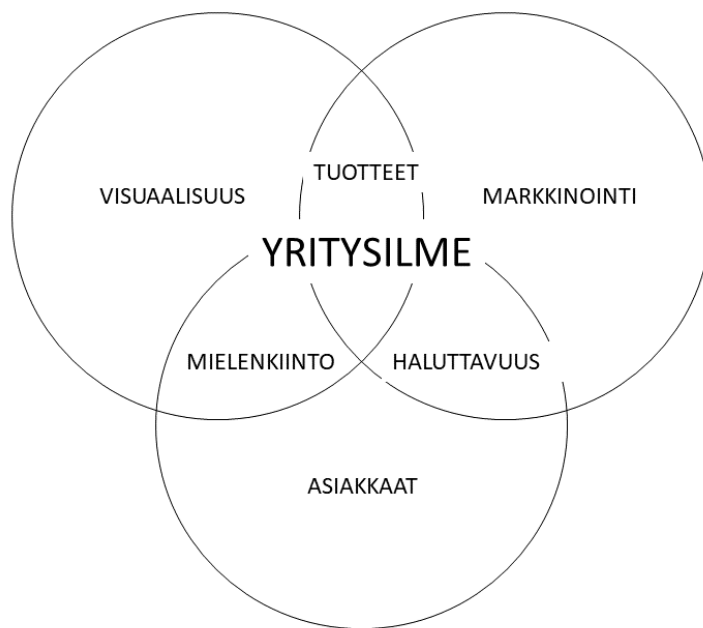 TUOTTEET
VISUAALISUUS
MARKKINOINTI
YRITYSILME
MIELENKIINTO
HALUTTAVUUS
ASIAKKAAT